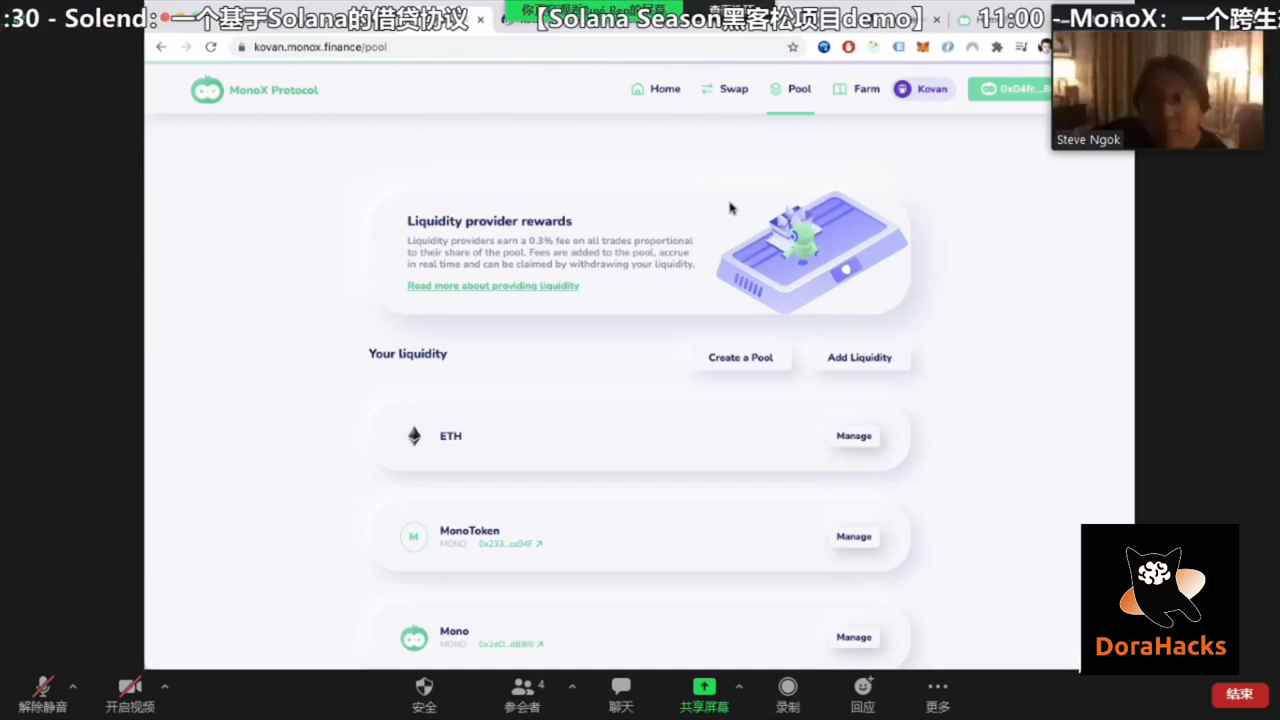 :30 - Solend: 一个基于Solana的借贷协议
【Solana Season黑客松项目demo】
11:00 - MonoX: 一个跨生
kovan.monox.finance/pool
MonoX Protocol
Home
Swap
Pool
Farm
Kovan
0x04fc...
Steve Ngok
Liquidity provider rewards
Liquidity providers earn a 0.3% fee on all trades proportional
to their share of the pool. Fees are added to the pool, accrue
in real time and can be claimed by withdrawing your liquidity.
Read more about providing liquidity
Your liquidity
Create a Pool
Add Liquidity
ETH
Manage
M
MonoToken
MONO
Manage
Mono
MONO
Manage
DoraHacks
解除静音
开启视频
安全
4
参会者
聊天
共享屏幕
录制
回应
更多
结束